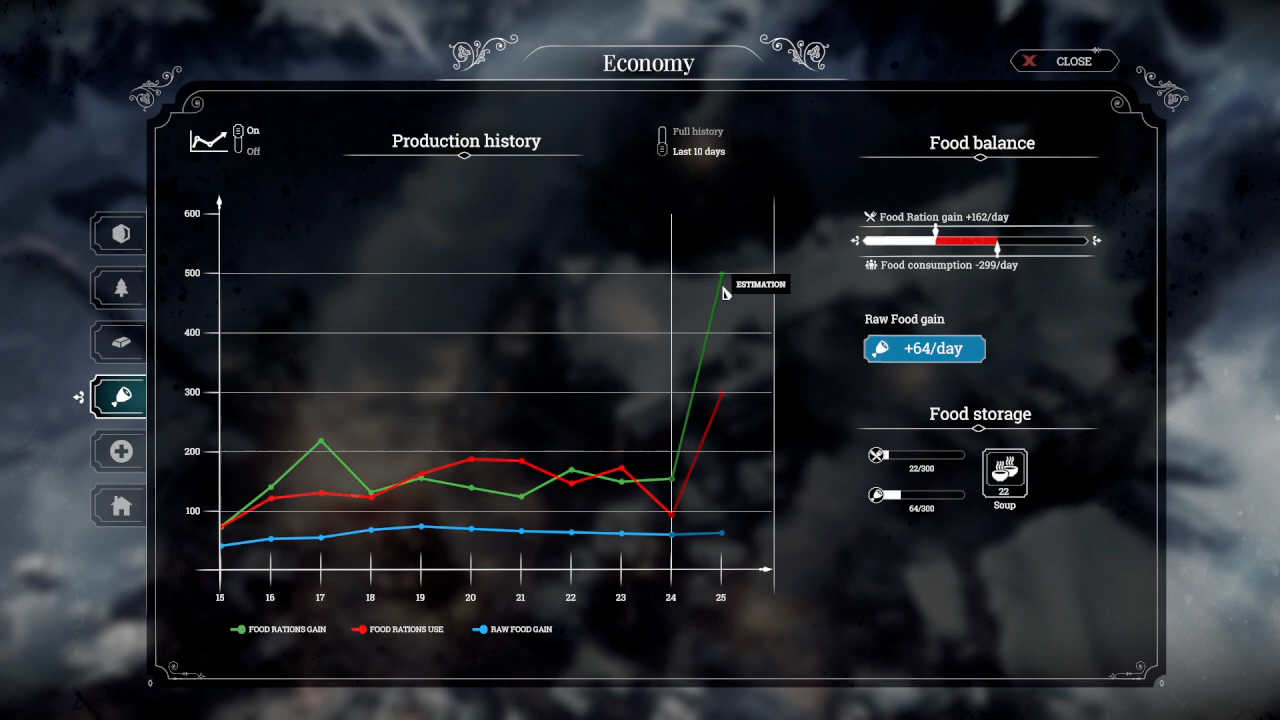 Economy
CLOSE
On
Off
Production history
Full history
Last 10 days
Food balance
600
500
400
300
200
100
ESTIMATION
15 16 17 18 19 20 21 22 23 24 25
FOOD RATIONS GAIN FOOD RATIONS USE RAW FOOD GAIN
Food Ration gain +162/day
Food consumption -299/day
Raw Food gain
+64/day
Food storage
22/300
64/300
22
Soup